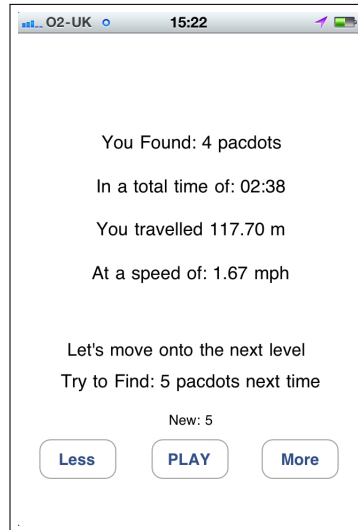 O2-UK 15:22
You Found: 4 pacdots
In a total time of: 02:38
You travelled 117.70 m
At a speed of: 1.67 mph
Let's move onto the next level
Try to Find: 5 pacdots next time
New: 5
Less PLAY More